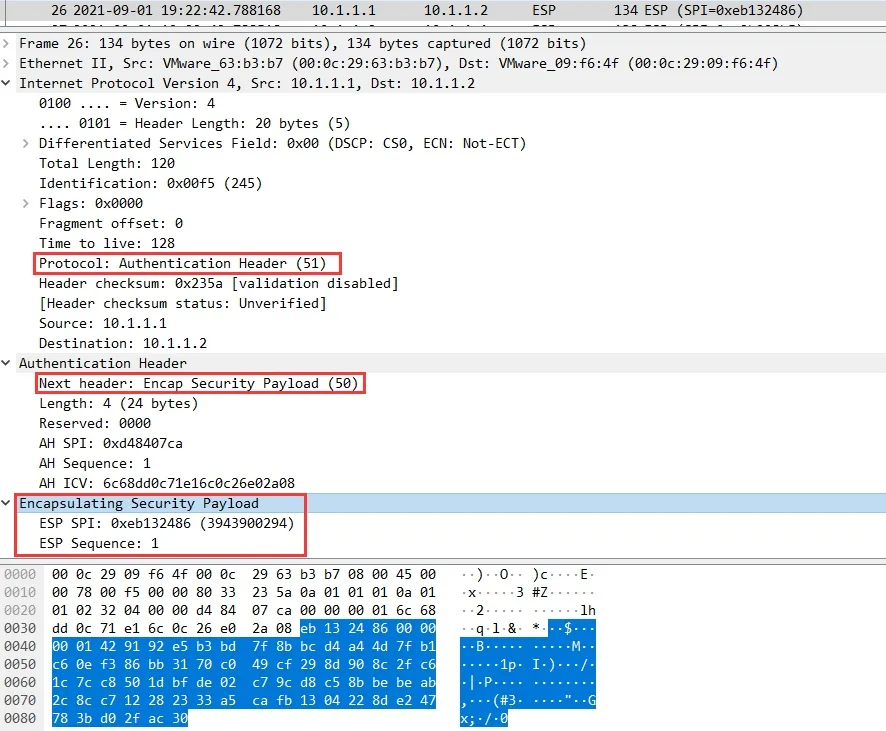 26 2021-09-01 19:22:42.788168 10.1.1.1 10.1.1.2 ESP 134 ESP (SPI=0xeb132486)
Frame 26: 134 bytes on wire (1072 bits), 134 bytes captured (1072 bits)
Ethernet II, Src: VMware_63:b3:b7 (00:0c:29:63:b3:b7), Dst: VMware_09:f6:4f (00:0c:29:09:f6:4f)
Internet Protocol Version 4, Src: 10.1.1.1, Dst: 10.1.1.2
0100 .... = Version: 4
.... 0101 = Header Length: 20 bytes (5)
Differentiated Services Field: 0x00 (DSCP: CS0, ECN: Not-ECT)
Total Length: 120
Identification: 0x00f5 (245)
Flags: 0x0000
Fragment offset: 0
Time to live: 128
Protocol: Authentication Header (51)
Header checksum: 0x235a [validation disabled]
[Header checksum status: Unverified]
Source: 10.1.1.1
Destination: 10.1.1.2
Authentication Header
Next header: Encap Security Payload (50)
Length: 4 (24 bytes)
Reserved: 0000
AH SPI: 0xd48407ca
AH Sequence: 1
AH ICV: 6c68dd0c71e16c0c26e02a08
Encapsulating Security Payload
ESP SPI: 0xeb132486 (3943900294)
ESP Sequence: 1
0000 00 0c 29 09 f6 4f 00 0c 29 63 b3 b7 08 00 45 00 ··)··O·· )c····E·
0010 00 78 00 f5 00 00 80 33 23 5a 0a 01 01 01 0a 01 ·x·····3 #Z······
0020 01 02 32 04 00 00 d4 84 07 ca 00 00 00 01 6c 68 ··2····· ······lh
0030 dd 0c 71 e1 6c 0c 26 e0 2a 08 eb 13 24 86 00 00 ··q·l·&· *···$···
0040 00 01 42 91 92 e5 b3 bd 7f 8b bc d4 a4 4d 7f b1 ··B····· ·····M··
0050 c6 0e f3 86 bb 31 70 c0 49 cf 29 8d 90 8c 2f c6 ·····1p· I·)···/·
0060 1c 7c c8 50 1d bf de 02 c7 9c d8 c5 8b be be ab ·|·P···· ········
0070 2c 8c c7 12 28 23 33 a5 ca fb 13 04 22 8d e2 47 ,···(#3· ····"··G
0080 78 3b d0 2f ac 30 x;·/·0